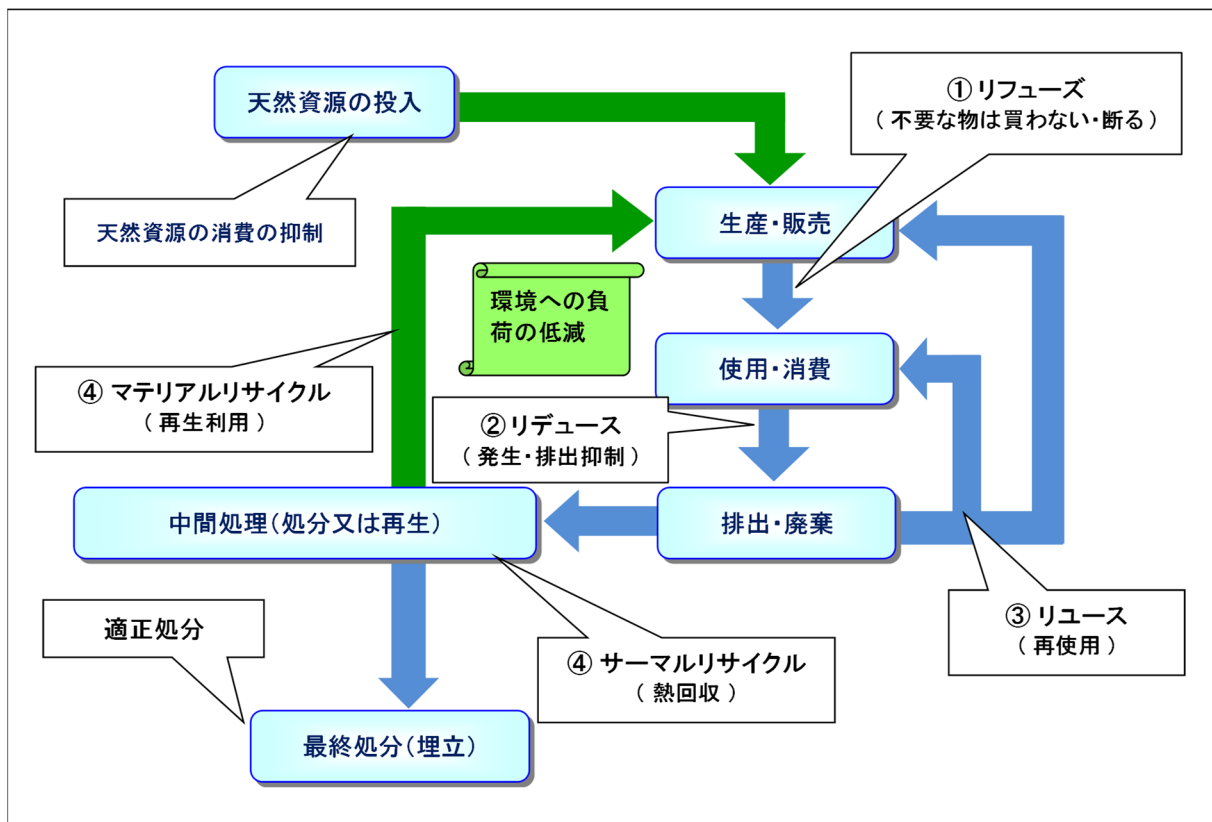 天然資源の投入
① リフューズ
( 不要な物は買わない・断る )
天然資源の消費の抑制
生産・販売
環境への負
荷の低減
使用・消費
④ マテリアルリサイクル
( 再生利用 )
② リデュース
( 発生・排出抑制 )
中間処理(処分又は再生)
排出・廃棄
適正処分
③ リユース
( 再使用 )
④ サーマルリサイクル
( 熱回収 )
最終処分(埋立)